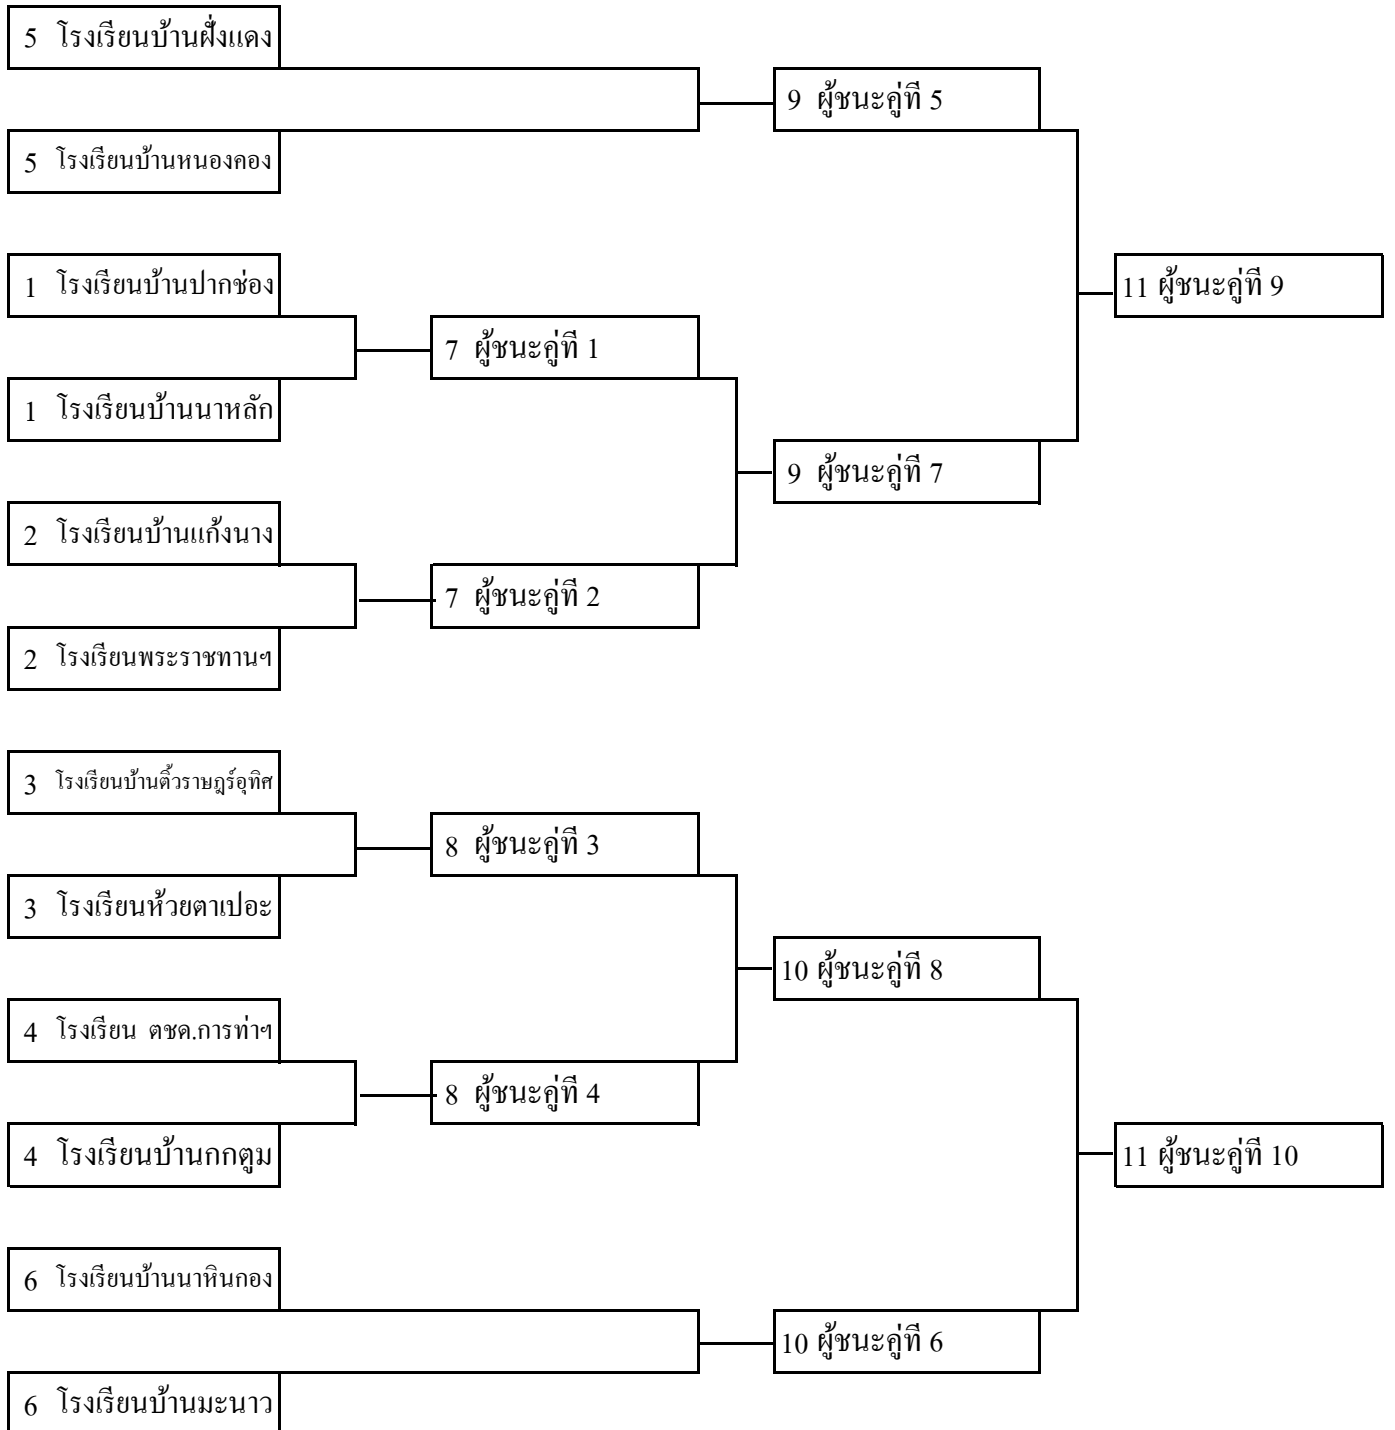 5 โรงเรียนบ้านฝั่งแดง
9 ผู้ชนะคู่ที่ 5
5 โรงเรียนบ้านหนองคอง
1 โรงเรียนบ้านปากช่อง
11 ผู้ชนะคู่ที่ 9
7 ผู้ชนะคู่ที่ 1
1 โรงเรียนบ้านนาหลัก
9 ผู้ชนะคู่ที่ 7
2 โรงเรียนบ้านแก้งนาง
7 ผู้ชนะคู่ที่ 2
2 โรงเรียนพระราชทานฯ
3 โรงเรียนบ้านติ้วราษฎร์อุทิศ
8 ผู้ชนะคู่ที่ 3
3 โรงเรียนห้วยตาเปอะ
10 ผู้ชนะคู่ที่ 8
4 โรงเรียน ตชด.การท่าฯ
8 ผู้ชนะคู่ที่ 4
4 โรงเรียนบ้านกกตูม
11 ผู้ชนะคู่ที่ 10
6 โรงเรียนบ้านนาหินกอง
10 ผู้ชนะคู่ที่ 6
6 โรงเรียนบ้านมะนาว